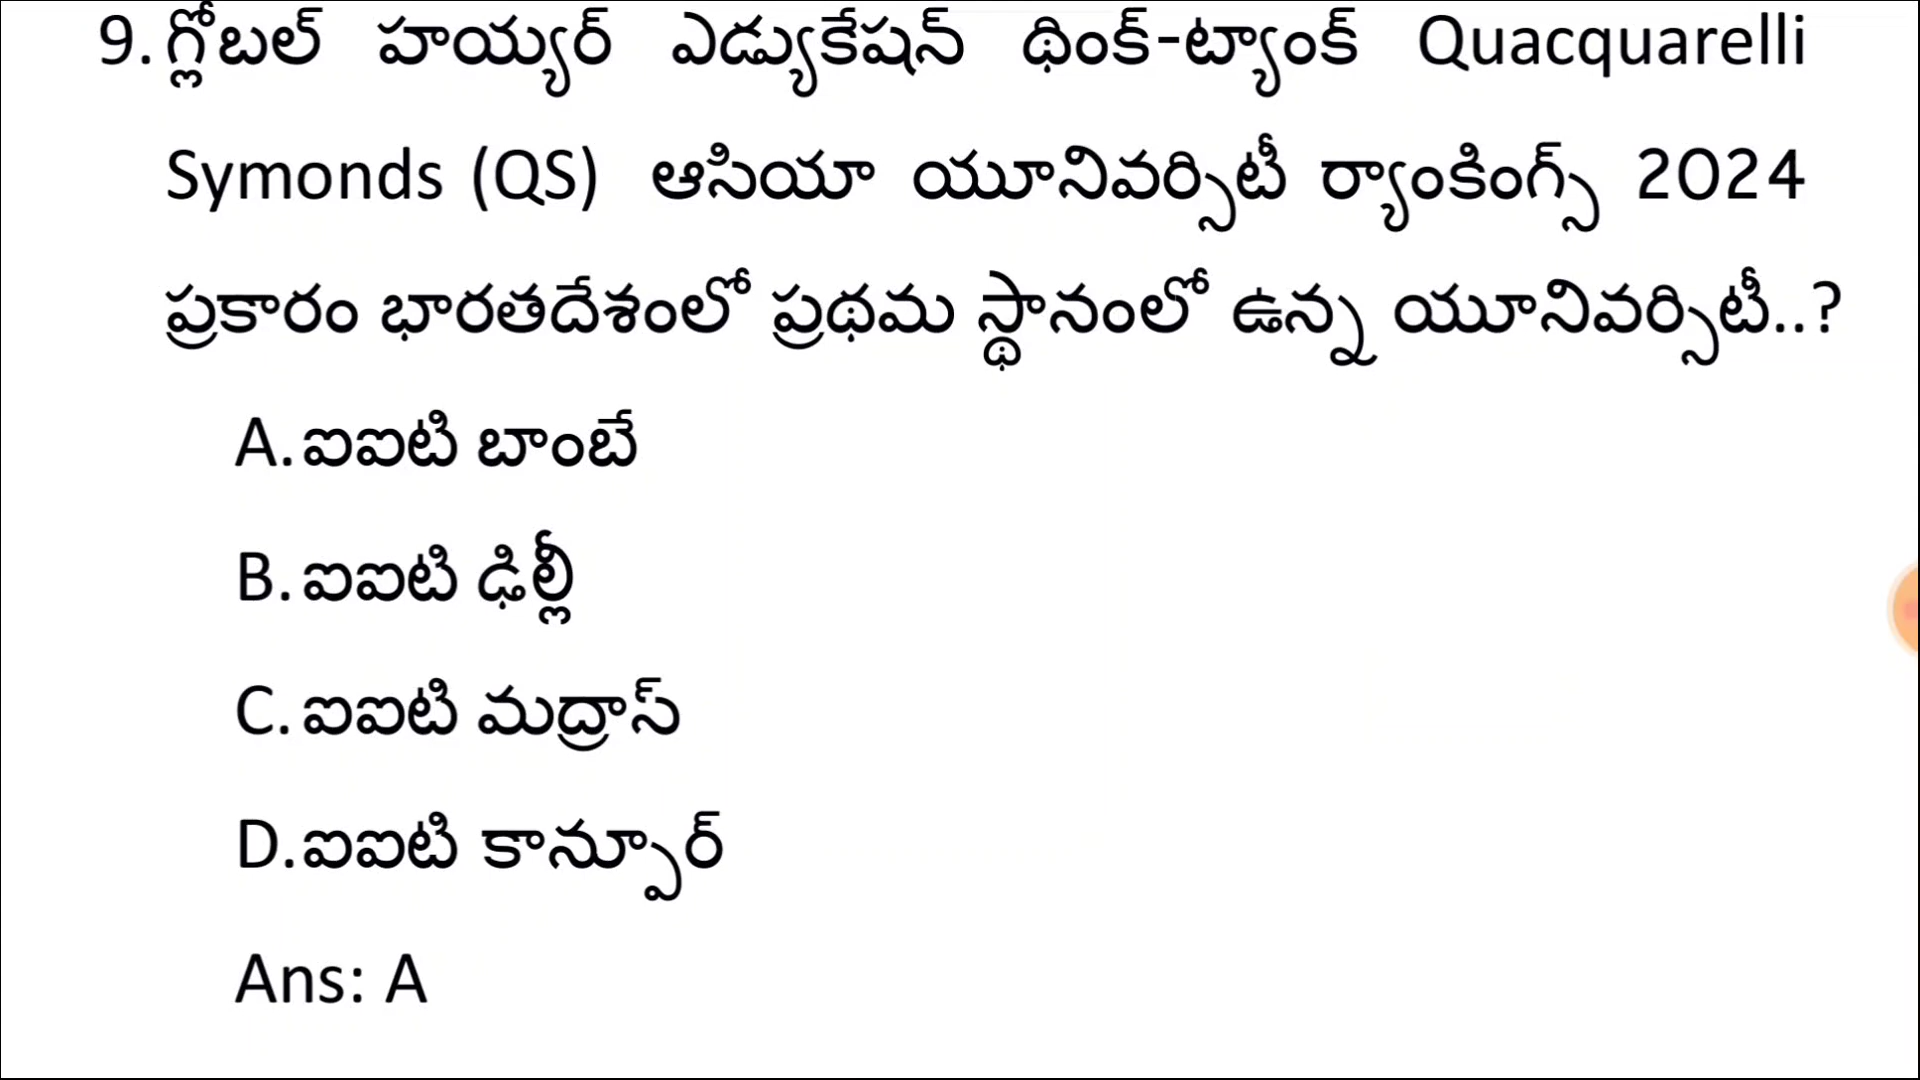 9. గ్లోబల్ హయ్యర్ ఎడ్యుకేషన్ థింక్-ట్యాంక్ Quacquarelli
Symonds (QS) ఆసియా యూనివర్సిటీ ర్యాంకింగ్స్ 2024
ప్రకారం భారతదేశంలో ప్రథమ స్థానంలో ఉన్న యూనివర్సిటీ..?
A. ఐఐటి బాంబే
B. ఐఐటి ఢిల్లీ
C. ఐఐటి మద్రాస్
D. ఐఐటి కాన్పూర్
Ans: A